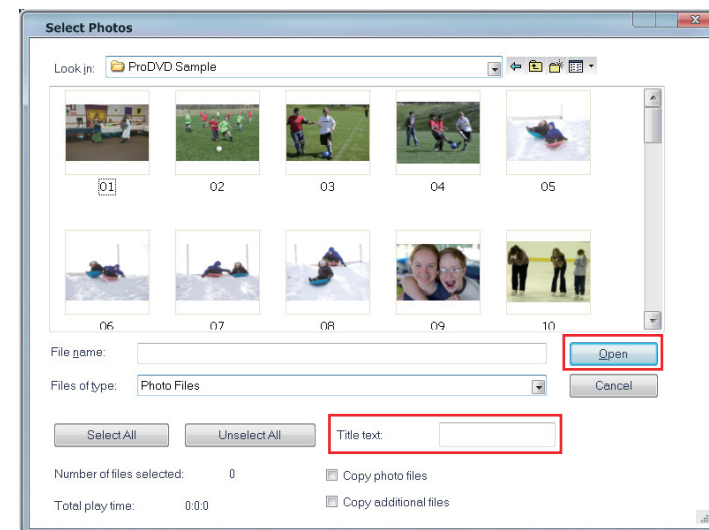 Select Photos
Look in: ProDVD Sample
01 02 03 04 05
06 07 08 09 10
File name: Open
Files of type: Photo Files Cancel
Select All Unselect All Title text:
Number of files selected: 0 Copy photo files
Total play time: 0:0:0 Copy additional files